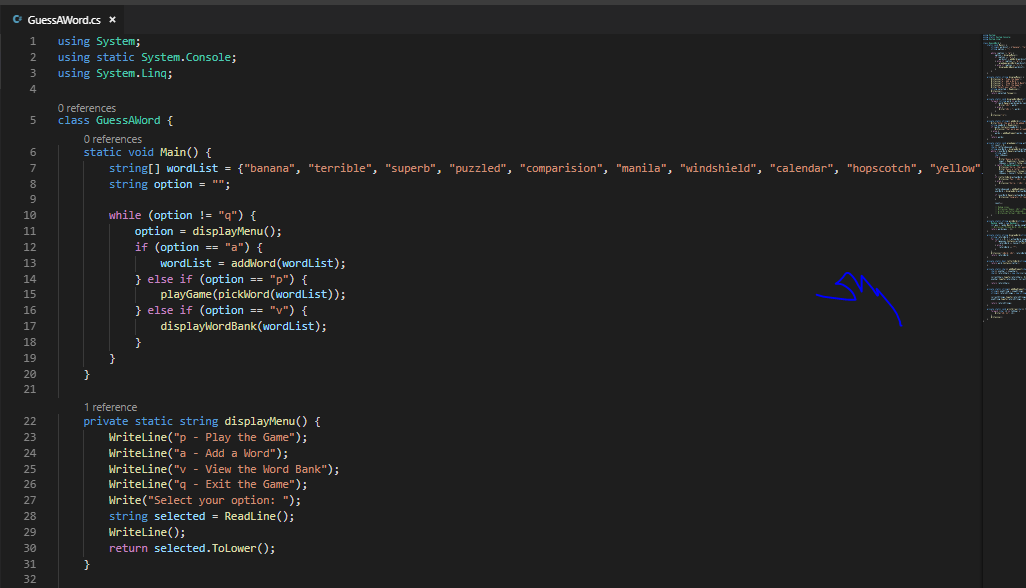 GuessAWord.cs ×
1 using System;
2 using static System.Console;
3 using System.Linq;
4
0 references
5 class GuessAWord {
0 references
6 static void Main() {
7 string[] wordList = {"banana", "terrible", "superb", "puzzled", "comparision", "manila", "windshield", "calendar", "hopscotch", "yellow"
8 string option = "";
9
10 while (option != "q") {
11 option = displayMenu();
12 if (option == "a") {
13 wordList = addWord(wordList);
14 } else if (option == "p") {
15 playGame(pickWord(wordList));
16 } else if (option == "v") {
17 displayWordBank(wordList);
18 }
19 }
20 }
21
1 reference
22 private static string displayMenu() {
23 WriteLine("p - Play the Game");
24 WriteLine("a - Add a Word");
25 WriteLine("v - View the Word Bank");
26 WriteLine("q - Exit the Game");
27 Write("Select your option: ");
28 string selected = ReadLine();
29 WriteLine();
30 return selected.ToLower();
31 }
32